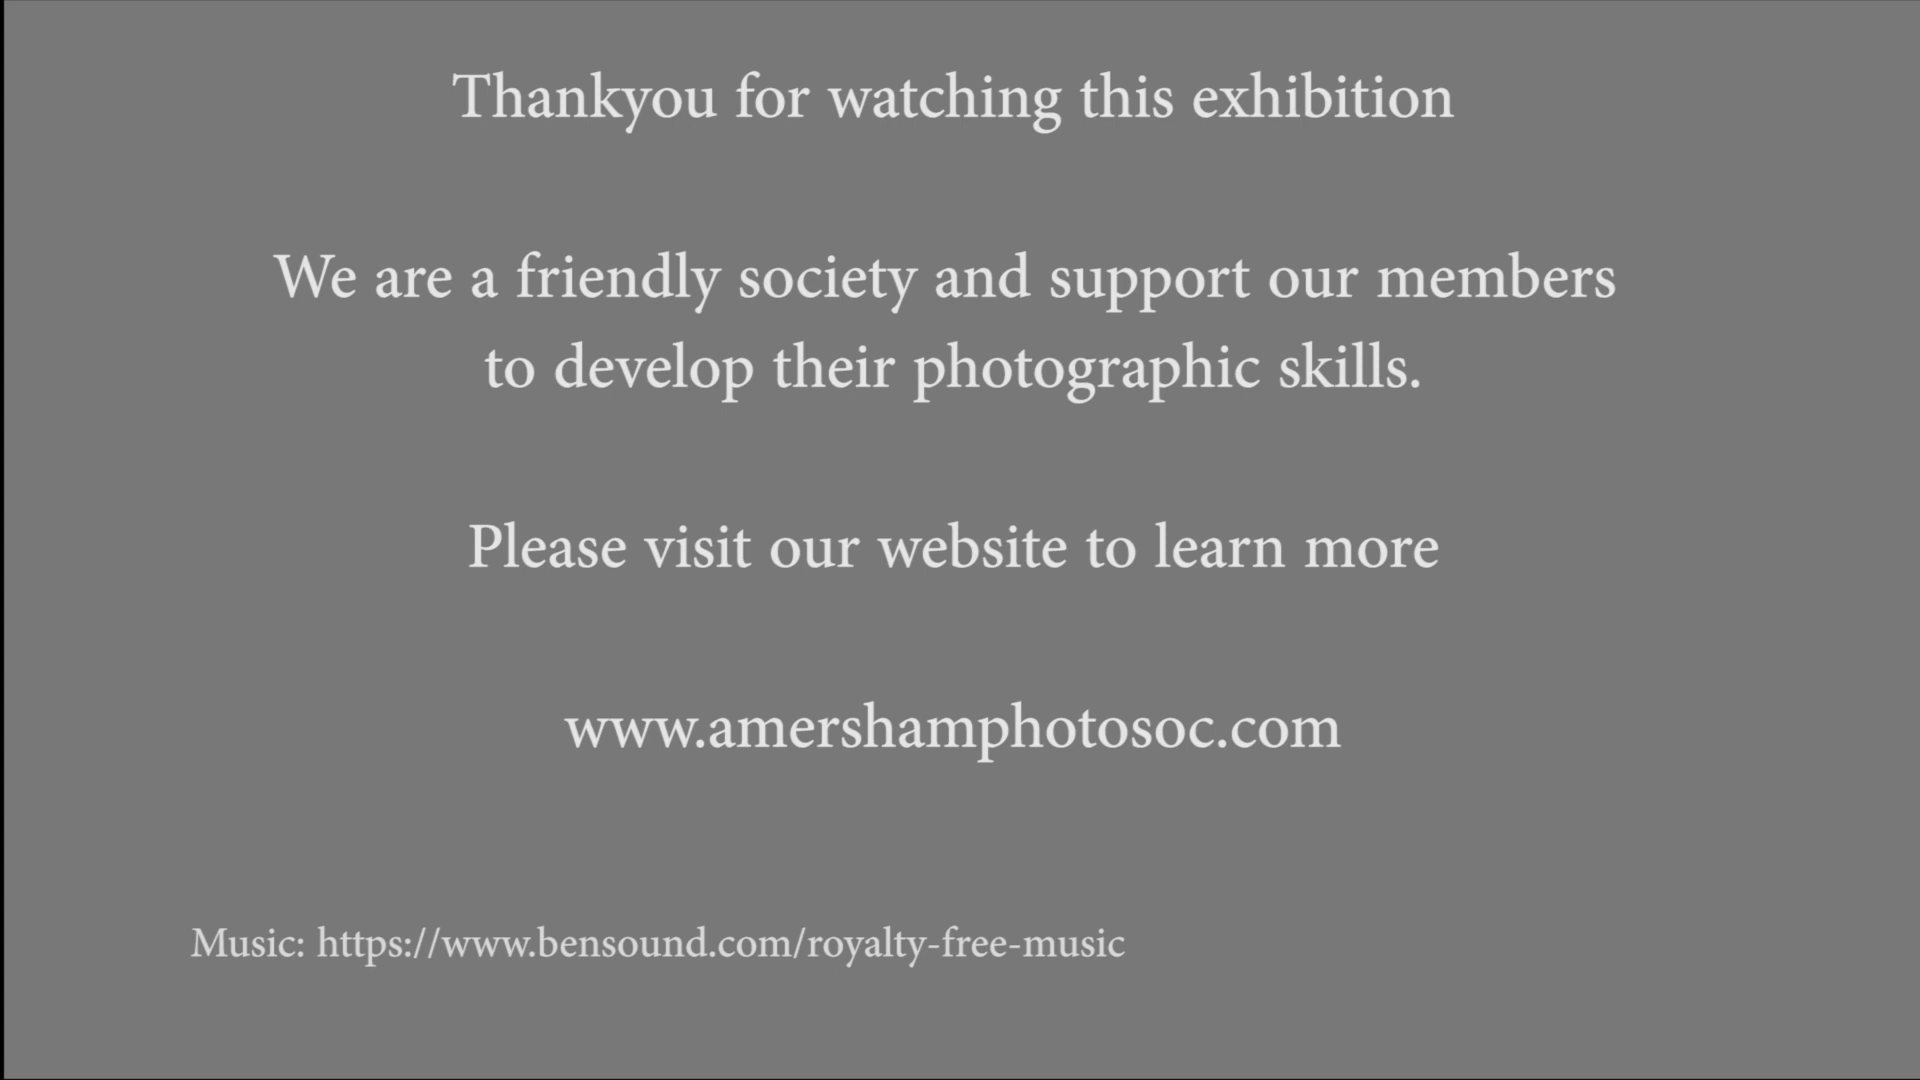 Thankyou for watching this exhibition
We are a friendly society and support our members
to develop their photographic skills.
Please visit our website to learn more
www.amershamphotosoc.com
Music: https://www.bensound.com/royalty-free-music